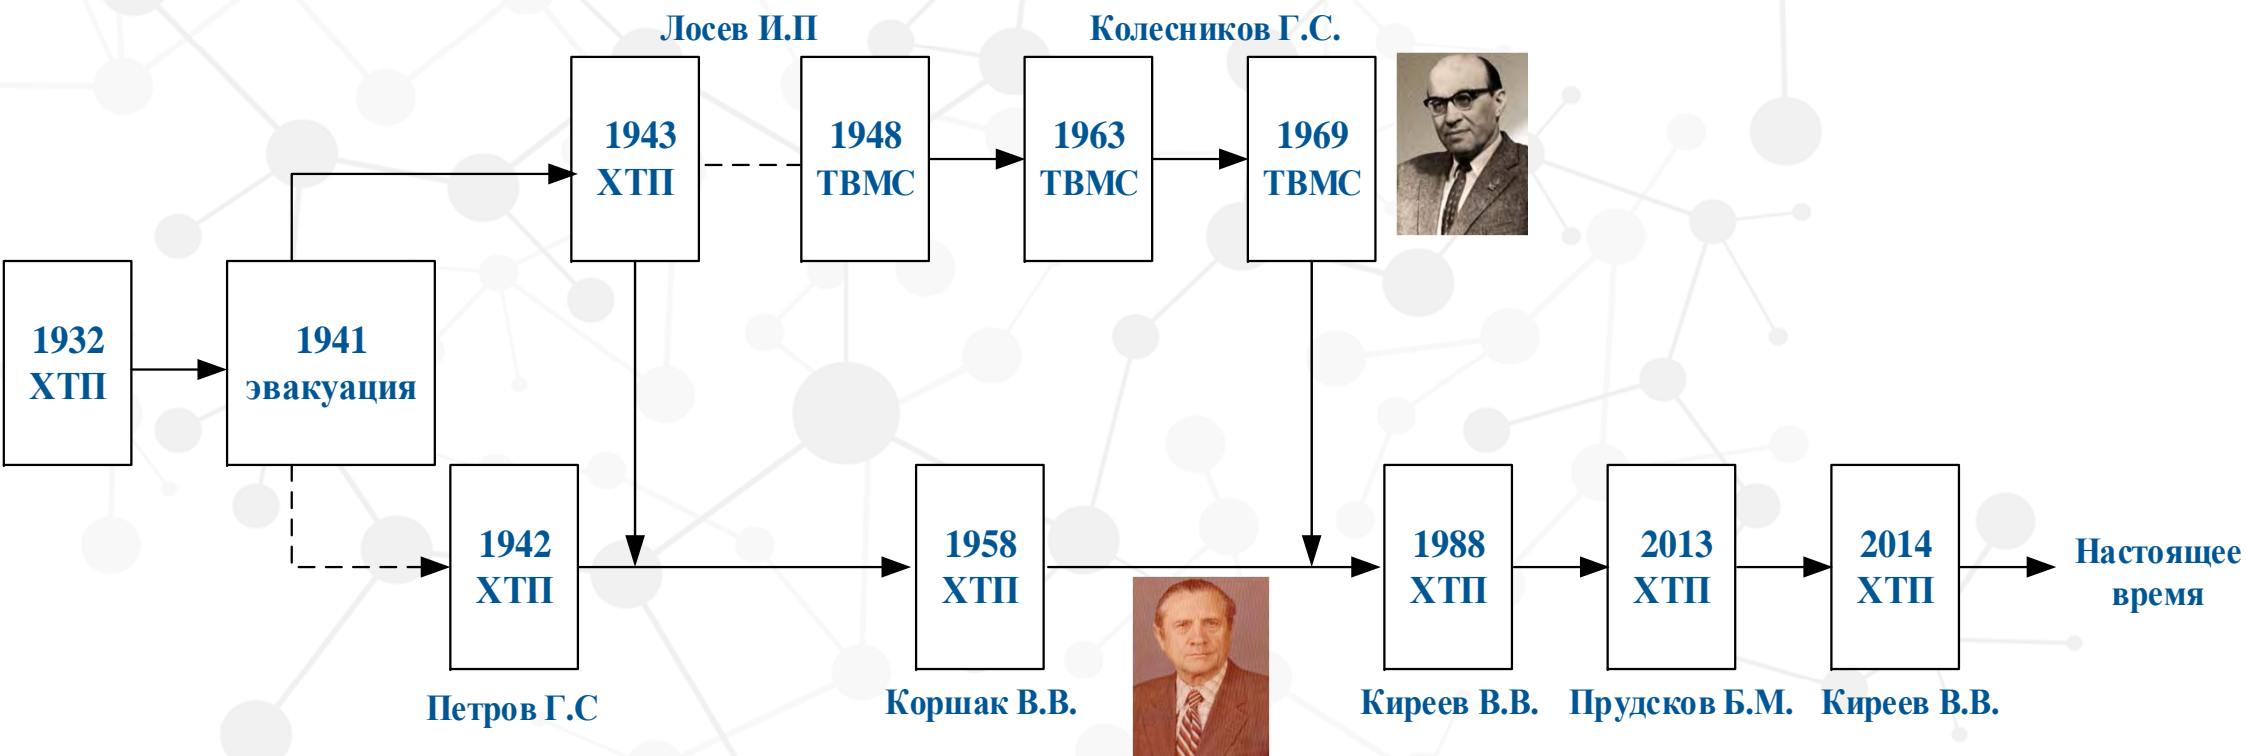 Лосев И.П
Колесников Г.С.
1943
ХТП
1948
ТВМС
1963
ТВМС
1969
ТВМС
1932
ХТП
1941
эвакуация
1942
ХТП
1958
ХТП
1988
ХТП
2013
ХТП
2014
ХТП
Настоящее
время
Петров Г.С
Коршак В.В.
Киреев В.В.
Прудсков Б.М.
Киреев В.В.